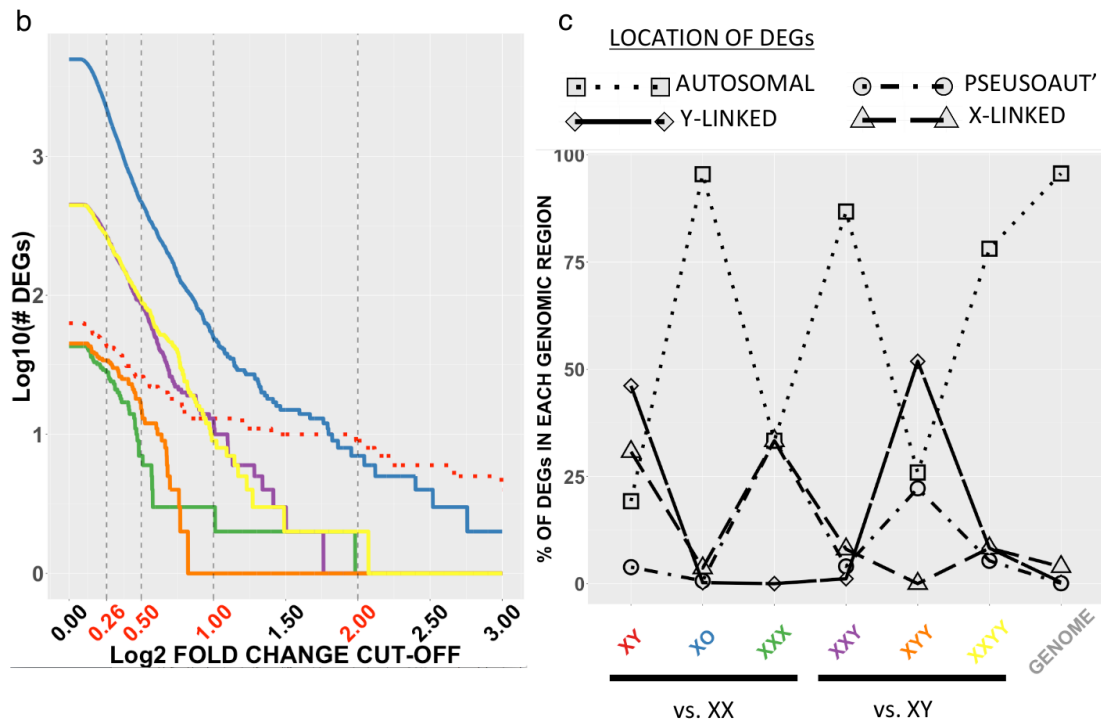 b
Log10(# DEGs)
3
2
1
0
0.00
0.26
0.50
1.00
1.50
2.00
2.50
3.00
Log2 FOLD CHANGE CUT-OFF
c
LOCATION OF DEGs
AUTOSOMAL
PSEUSOAUT’
Y-LINKED
X-LINKED
% OF DEGs IN EACH GENOMIC REGION
100
75
50
25
0
XY
XO
XXX
XXY
XYY
XXYY
GENOME
vs. XX
vs. XY